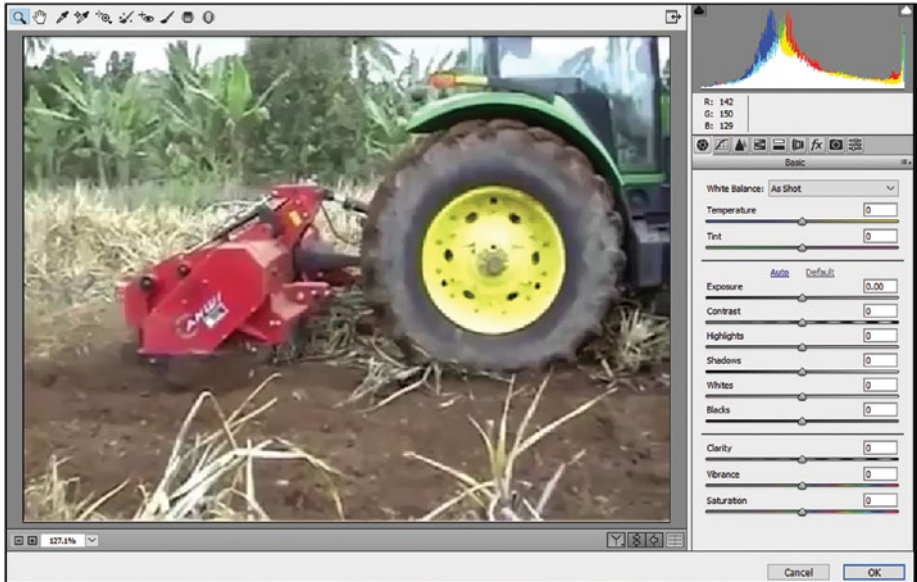 R: 142
G: 150
B: 129
fx
Basic
White Balance: As Shot
Temperature 0
Tint 0
Auto Default
Exposure 0.00
Contrast 0
Highlights 0
Shadows 0
Whites 0
Blacks 0
Clarity 0
Vibrance 0
Saturation 0
127.1%
Y
Cancel OK